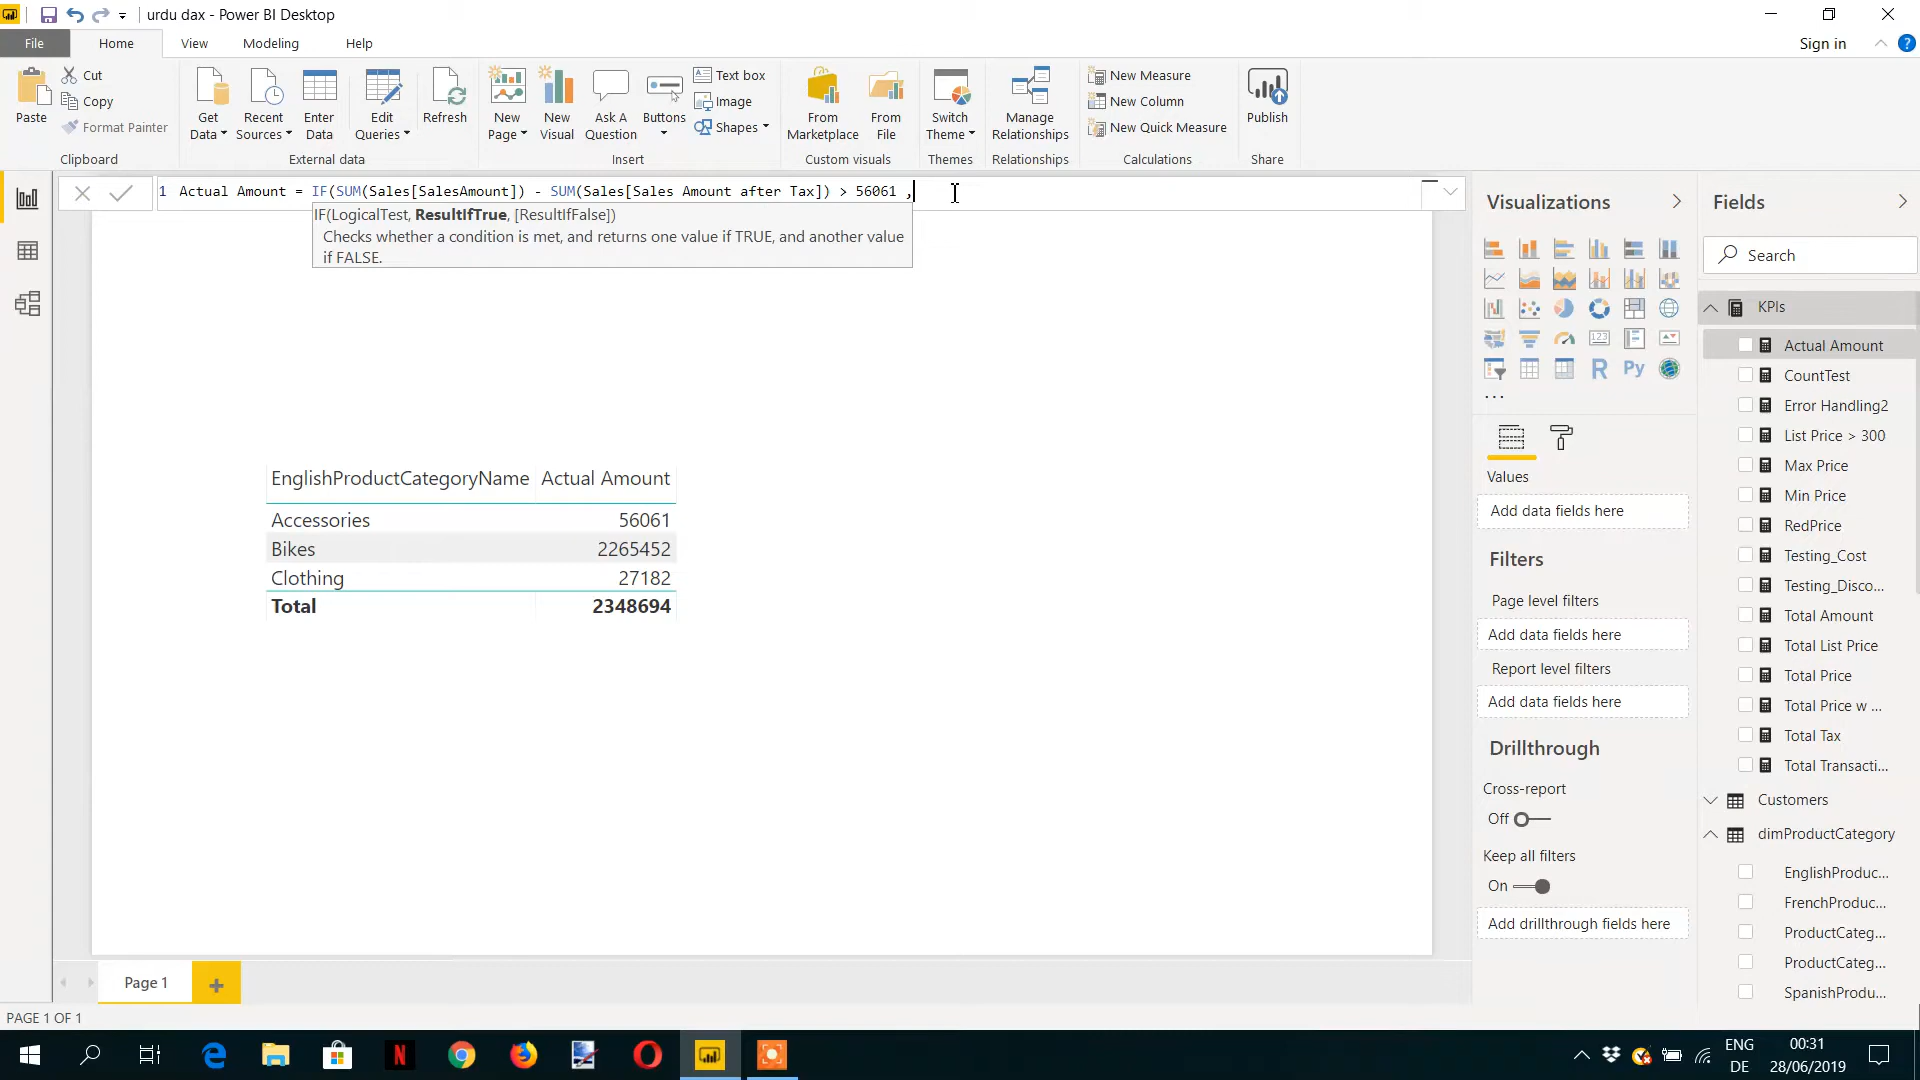 urdu dax - Power BI Desktop
File
Home
View
Modeling
Help
Sign in
Paste
Cut
Copy
Format Painter
Clipboard
Get Data
Recent Sources
Enter Data
Edit Queries
Refresh
External data
New Page
New Visual
Ask A Question
Buttons
Text box
Image
Shapes
Insert
From Marketplace
From File
Custom visuals
Switch Theme
Themes
Manage Relationships
Relationships
New Measure
New Column
New Quick Measure
Calculations
Publish
Share
1 Actual Amount = IF(SUM(Sales[SalesAmount]) - SUM(Sales[Sales Amount after Tax]) > 56061 ,
IF(LogicalTest, ResultIfTrue, [ResultIfFalse])
Checks whether a condition is met, and returns one value if TRUE, and another value
if FALSE.
EnglishProductCategoryName Actual Amount
Accessories 56061
Bikes 2265452
Clothing 27182
Total 2348694
Visualizations
R
Py
123
...
Values
Add data fields here
Filters
Page level filters
Add data fields here
Report level filters
Add data fields here
Drillthrough
Cross-report
Off
Keep all filters
On
Add drillthrough fields here
Fields
Search
KPIs
Actual Amount
CountTest
Error Handling2
List Price > 300
Max Price
Min Price
RedPrice
Testing_Cost
Testing_Disco...
Total Amount
Total List Price
Total Price
Total Price w ...
Total Tax
Total Transacti...
Customers
dimProductCategory
EnglishProduc...
FrenchProduc...
ProductCateg...
ProductCateg...
SpanishProdu...
Page 1
PAGE 1 OF 1
ENG
DE
00:31
28/06/2019